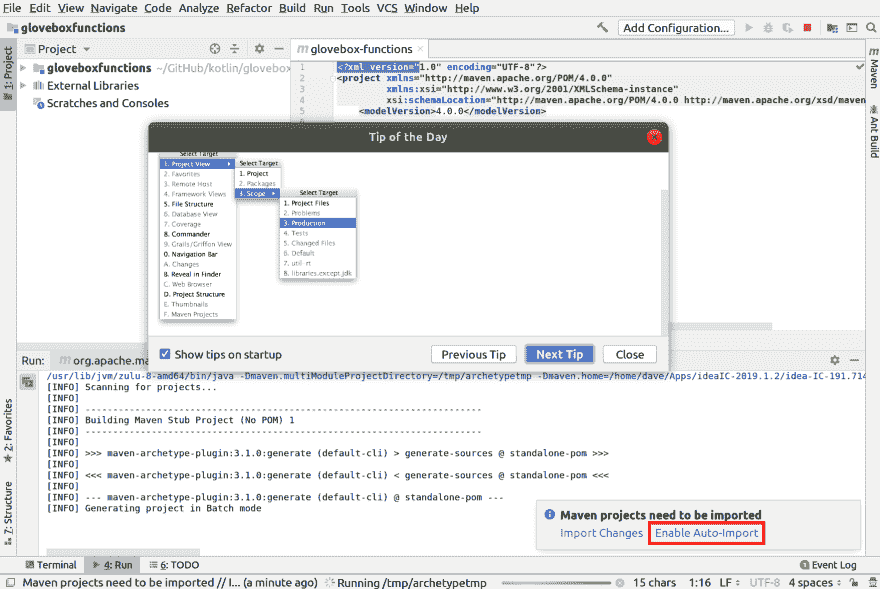 File Edit View Navigate Code Analyze Refactor Build Run Tools VCS Window Help
gloveboxfunctions
Add Configuration...
Project
glovebox-functions
1: Project
gloveboxfunctions ~/GitHub/kotlin/glovebox
External Libraries
Scratches and Consoles
1 <?xml version="1.0" encoding="UTF-8"?>
2 <project xmlns="http://maven.apache.org/POM/4.0.0"
3 xmlns:xsi="http://www.w3.org/2001/XMLSchema-instance"
4 xsi:schemaLocation="http://maven.apache.org/POM/4.0.0 http://maven.apache.org/xsd/maven
5 <modelVersion>4.0.0</modelVersion>
Maven
Ant Build
Tip of the Day
Select Target
1. Project View
2. Favorites
3. Remote Host
4. Framework Views
5. File Structure
6. Database View
7. Coverage
8. Commander
9. Grails/Griffon View
0. Navigation Bar
A. Changes
B. Reveal in Finder
C. Web Browser
D. Project Structure
E. Thumbnails
F. Maven Projects
Select Target
1. Project
2. Packages
3. Scope
Select Target
1. Project Files
2. Problems
3. Production
4. Tests
5. Changed Files
6. Default
7. util-rt
8. libraries.except.jdk
Show tips on startup
Previous Tip
Next Tip
Close
Run: org.apache.ma
/usr/lib/jvm/zulu-8-amd64/bin/java -Dmaven.multiModuleProjectDirectory=/tmp/archetypetmp -Dmaven.home=/home/dave/Apps/ideaIC-2019.1.2/idea-IC-191.714
[INFO] Scanning for projects...
[INFO]
[INFO] ------------------------------------------------------------------------
[INFO] Building Maven Stub Project (No POM) 1
[INFO] ------------------------------------------------------------------------
[INFO]
[INFO] >>> maven-archetype-plugin:3.1.0:generate (default-cli) > generate-sources @ standalone-pom >>>
[INFO]
[INFO] <<< maven-archetype-plugin:3.1.0:generate (default-cli) < generate-sources @ standalone-pom <<<
[INFO]
[INFO] --- maven-archetype-plugin:3.1.0:generate (default-cli) @ standalone-pom ---
[INFO] Generating project in Batch mode
2: Favorites
7: Structure
Maven projects need to be imported
Import Changes Enable Auto-Import
Terminal 4: Run 6: TODO Event Log
Maven projects need to be imported // I... (a minute ago) Running /tmp/archetypetmp 15 chars 1:16 LF UTF-8 4 spaces